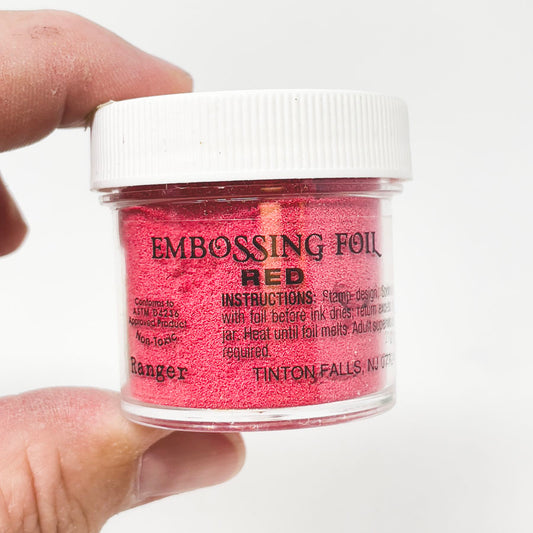 EMBOSSING FOIL
RED
Conforms to
ASTM D4236
Approved Product
Non-Toxic
Ranger
INSTRUCTIONS: Stamp design,
with foil before ink dries; return
jar. Heat until foil melts. Adult
required.
TINTON FALLS, NJ